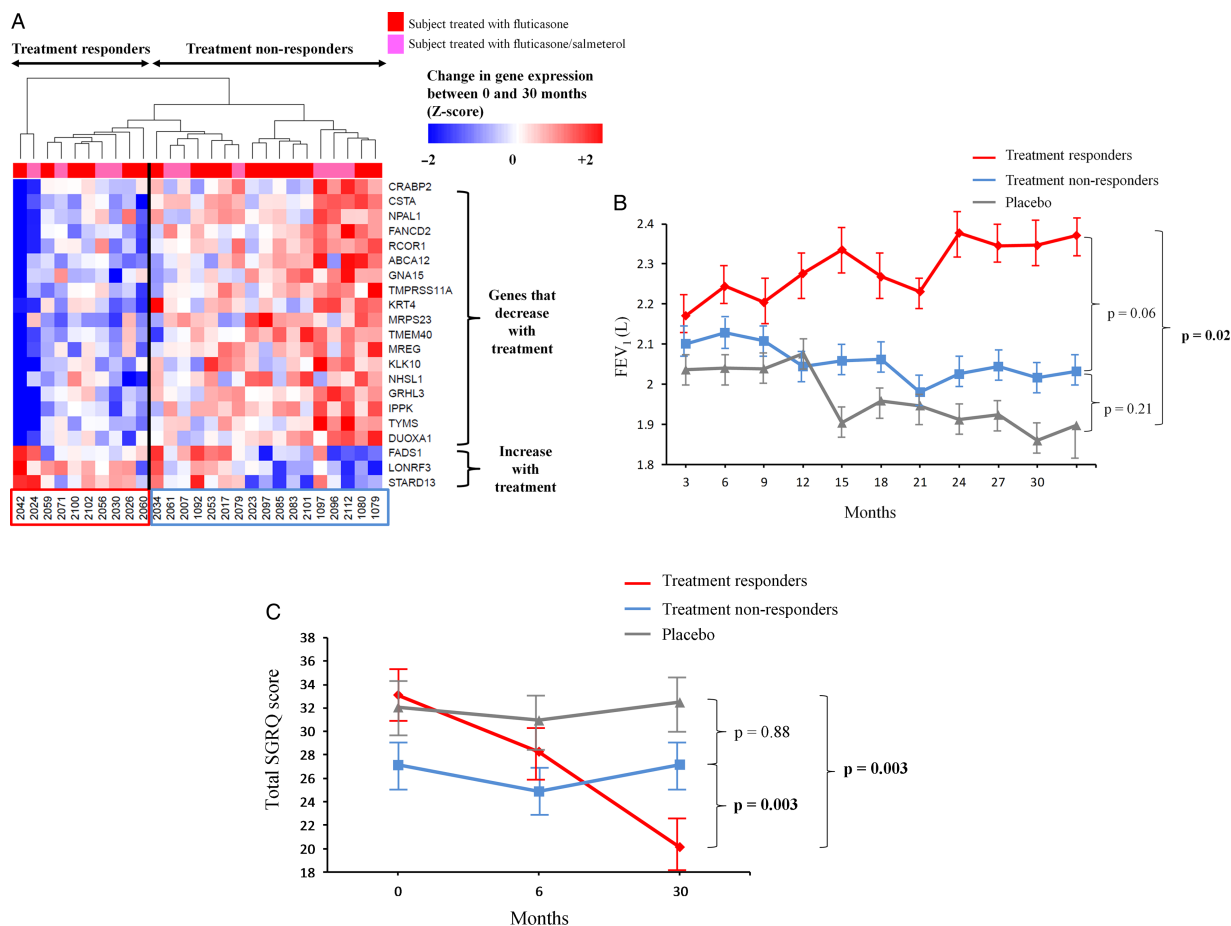 A
Subject treated with fluticasone
Subject treated with fluticasone/salmeterol
Treatment responders
Treatment non-responders
Change in gene expression
between 0 and 30 months
(Z-score)
−2
0
+2
CRABP2
CSTA
NPAL1
FANCD2
RCOR1
ABCA12
GNA15
TMPRSS11A
KRT4
MRPS23
TMEM40
MREG
KLK10
NHSL1
GRHL3
IPPK
TYMS
DUOXA1
FADS1
LONRF3
STARD13
Genes that
decrease
with
treatment
Increase
with
treatment
2042 2024 2059 2071 2100 2102 2056 2030 2026 2060 2034 2061 2007 1092 2053 2017 2079 2023 2097 2085 2083 2101 1097 2096 2112 1080 1079
B
Treatment responders
Treatment non-responders
Placebo
FEV1 (L)
2.4
2.3
2.2
2.1
2
1.9
1.8
3 6 9 12 15 18 21 24 27 30
Months
p = 0.06
p = 0.21
p = 0.02
C
Treatment responders
Treatment non-responders
Placebo
Total SGRQ score
38
36
34
32
30
28
26
24
22
20
18
0 6 30
Months
p = 0.88
p = 0.003
p = 0.003